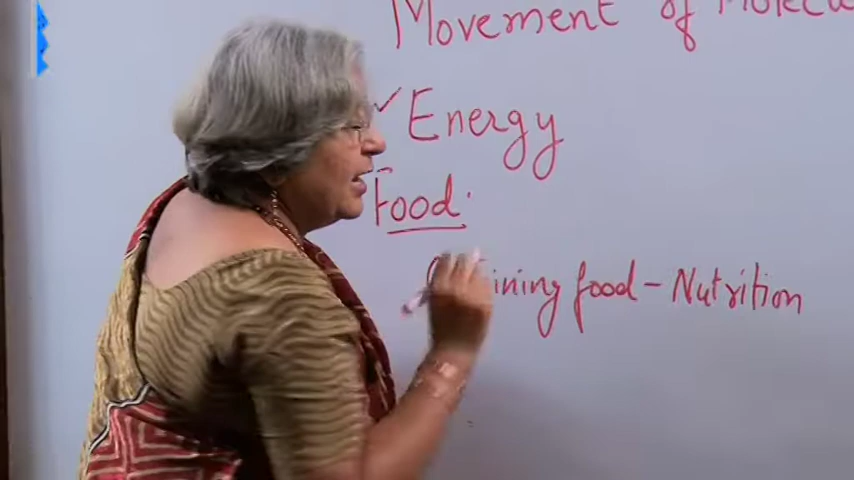 Movement of
✓ Energy
Food.
ining food - Nutrition